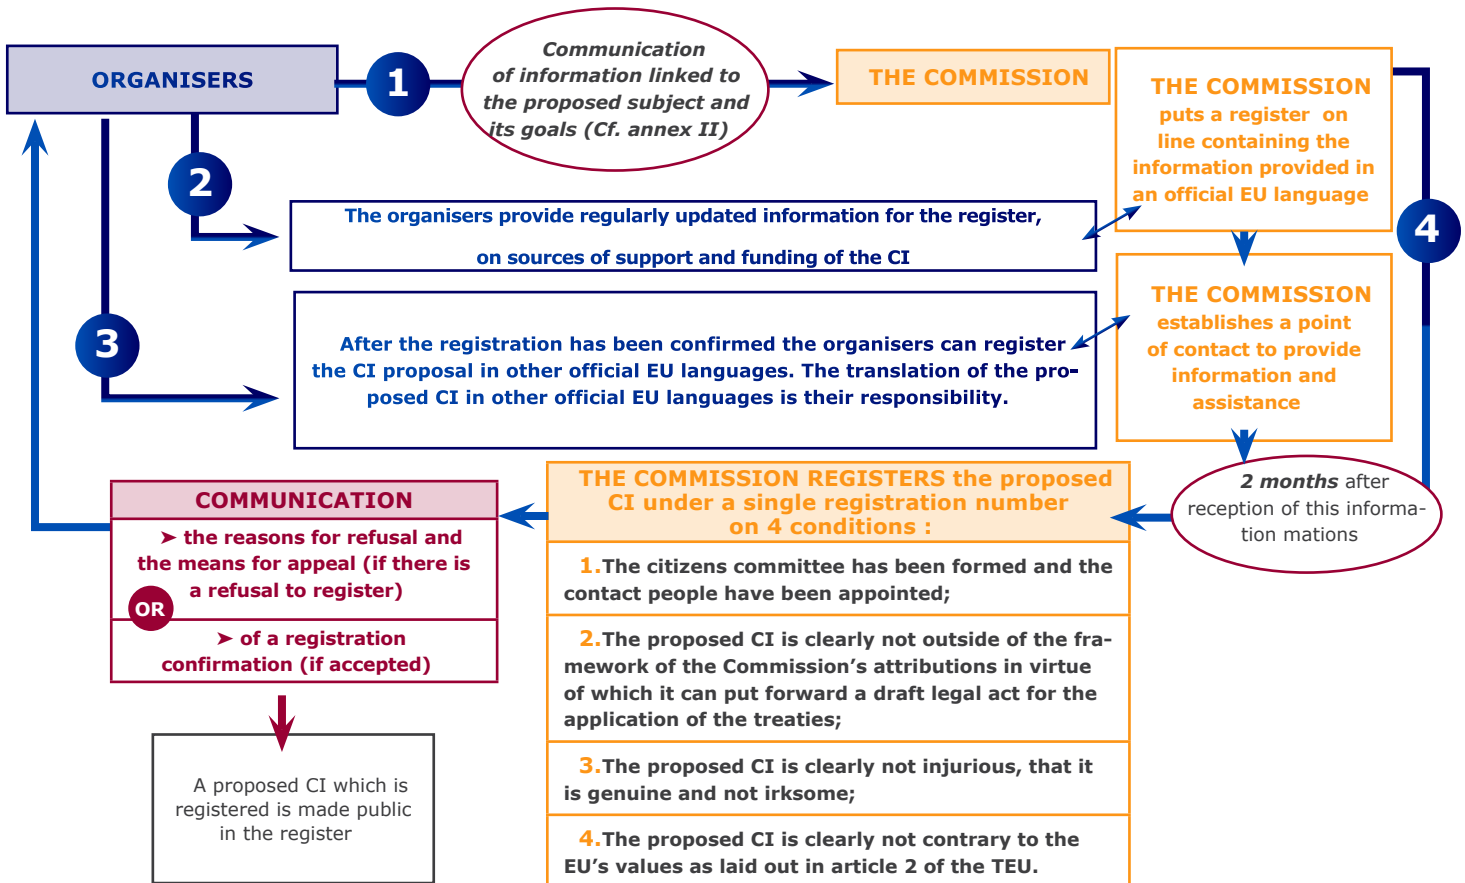 ORGANISERS
1
Communication
of information linked to
the proposed subject and
its goals (Cf. annex II)
THE COMMISSION
THE COMMISSION
puts a register on
line containing the
information provided in
an official EU language
2
The organisers provide regularly updated information for the register,
on sources of support and funding of the CI
4
3
After the registration has been confirmed the organisers can register
the CI proposal in other official EU languages. The translation of the pro-
posed CI in other official EU languages is their responsibility.
THE COMMISSION
establishes a point
of contact to provide
information and
assistance
2 months after
reception of this informa-
tion mations
THE COMMISSION REGISTERS the proposed
CI under a single registration number
on 4 conditions :
1.The citizens committee has been formed and the
contact people have been appointed;
2.The proposed CI is clearly not outside of the fra-
mework of the Commission’s attributions in virtue
of which it can put forward a draft legal act for the
application of the treaties;
3.The proposed CI is clearly not injurious, that it
is genuine and not irksome;
4.The proposed CI is clearly not contrary to the
EU’s values as laid out in article 2 of the TEU.
COMMUNICATION
➤ the reasons for refusal and
the means for appeal (if there is
a refusal to register)
OR
➤ of a registration
confirmation (if accepted)
A proposed CI which is
registered is made public
in the register